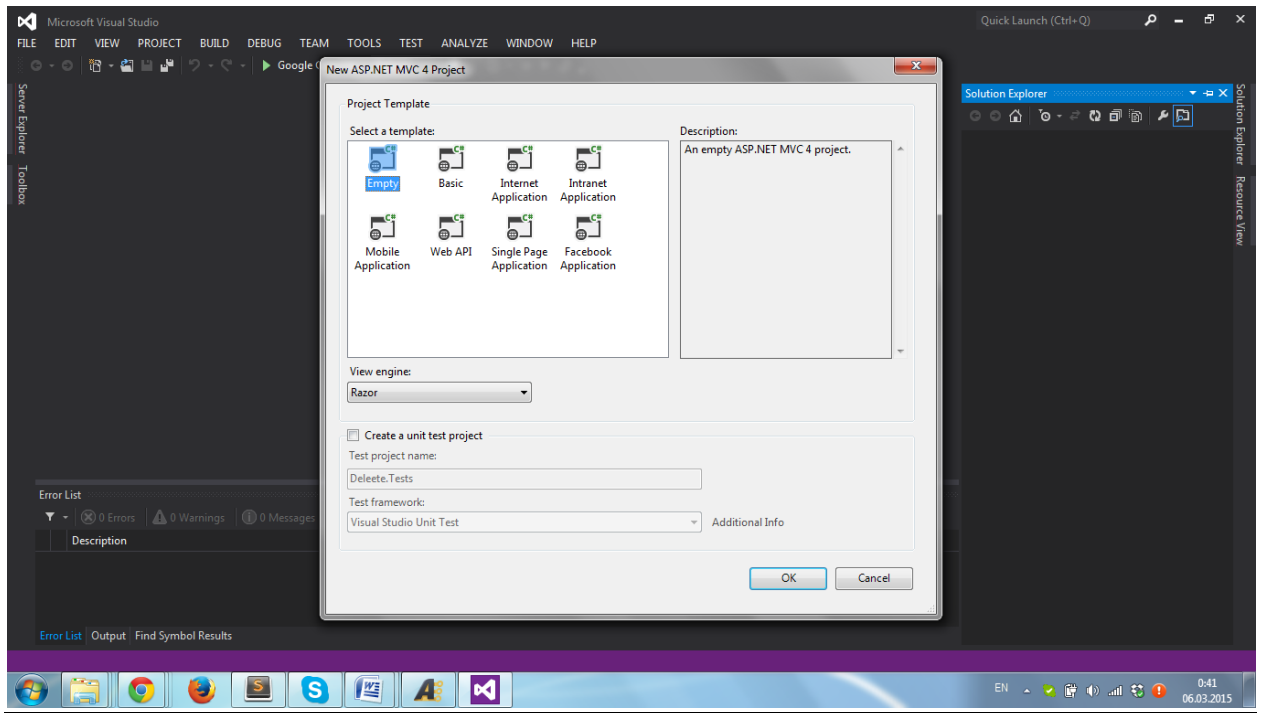 Microsoft Visual Studio
Quick Launch (Ctrl+Q)
FILE EDIT VIEW PROJECT BUILD DEBUG TEAM TOOLS TEST ANALYZE WINDOW HELP
Google
Server Explorer
Toolbox
New ASP.NET MVC 4 Project
Project Template
Select a template:
Description:
An empty ASP.NET MVC 4 project.
C# C# C# C#
Empty Basic Internet Application Intranet Application
C# C# C# C#
Mobile Application Web API Single Page Application Facebook Application
View engine:
Razor
Create a unit test project
Test project name:
Deleete.Tests
Test framework:
Visual Studio Unit Test
Additional Info
OK Cancel
Solution Explorer
Solution Explorer
Resource View
Error List
0 Errors 0 Warnings 0 Messages
Description
Error List Output Find Symbol Results
EN
0:41
06.03.2015